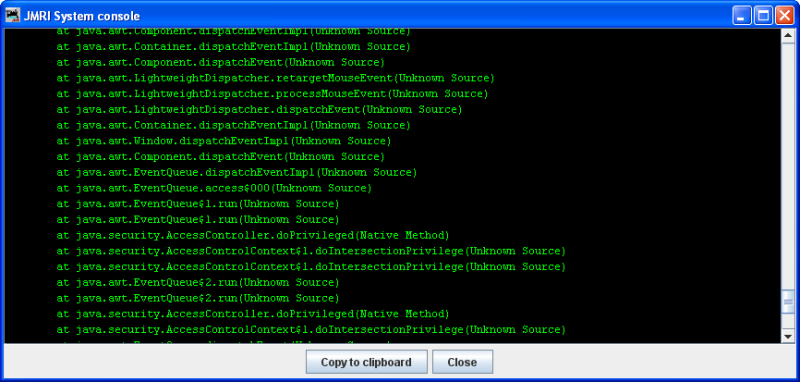 JMRI System console
at java.awt.Component.dispatchEventImpl(Unknown Source)
at java.awt.Container.dispatchEventImpl(Unknown Source)
at java.awt.Component.dispatchEvent(Unknown Source)
at java.awt.LightweightDispatcher.retargetMouseEvent(Unknown Source)
at java.awt.LightweightDispatcher.processMouseEvent(Unknown Source)
at java.awt.LightweightDispatcher.dispatchEvent(Unknown Source)
at java.awt.Container.dispatchEventImpl(Unknown Source)
at java.awt.Window.dispatchEventImpl(Unknown Source)
at java.awt.Component.dispatchEvent(Unknown Source)
at java.awt.EventQueue.dispatchEventImpl(Unknown Source)
at java.awt.EventQueue.access$000(Unknown Source)
at java.awt.EventQueue$1.run(Unknown Source)
at java.awt.EventQueue$1.run(Unknown Source)
at java.security.AccessController.doPrivileged(Native Method)
at java.security.AccessControlContext$1.doIntersectionPrivilege(Unknown Source)
at java.security.AccessControlContext$1.doIntersectionPrivilege(Unknown Source)
at java.awt.EventQueue$2.run(Unknown Source)
at java.awt.EventQueue$2.run(Unknown Source)
at java.security.AccessController.doPrivileged(Native Method)
at java.security.AccessControlContext$1.doIntersectionPrivilege(Unknown Source)
at java.awt.EventQueue.dispatchEvent(Unknown Source)
Copy to clipboard
Close